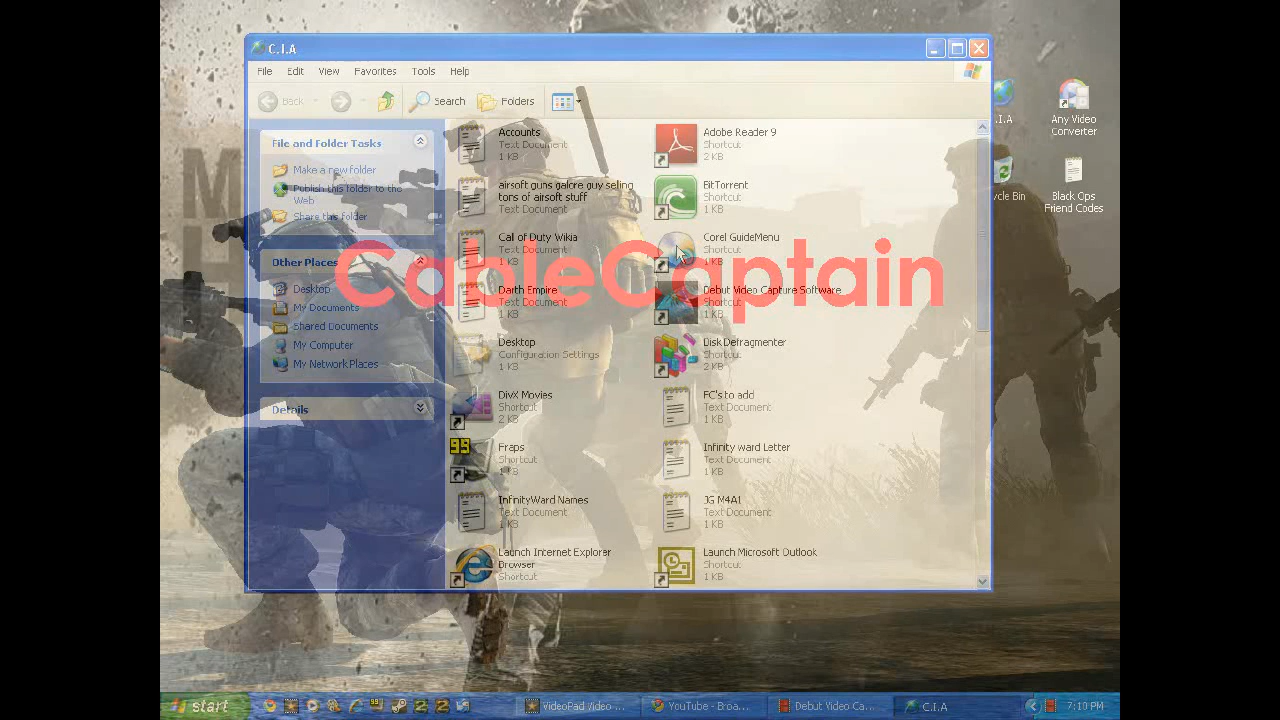 C.I.A
File Edit View Favorites Tools Help
Back Search Folders
File and Folder Tasks
Make a new folder
Publish this folder to the
Web
Share this folder
Other Places
Desktop
My Documents
Shared Documents
My Computer
My Network Places
Details
Accounts
Text Document
1 KB
Adobe Reader 9
Shortcut
2 KB
airsoft guns galore guy seling
tons of airsoft stuff
Text Document
BitTorrent
Shortcut
1 KB
Call of Duty Wikia
Text Document
1 KB
Corel GuideMenu
Shortcut
1 KB
CableCaptain
Darth Empire
Text Document
1 KB
Debut Video Capture Software
Shortcut
1 KB
Desktop
Configuration Settings
1 KB
Disk Defragmenter
Shortcut
2 KB
DivX Movies
Shortcut
2 KB
FC's to add
Text Document
1 KB
99
Fraps
Shortcut
1 KB
Infinity ward Letter
Text Document
1 KB
InfinityWard Names
Text Document
1 KB
JG M4A1
Text Document
1 KB
Launch Internet Explorer
Browser
Shortcut
Launch Microsoft Outlook
Shortcut
1 KB
.I.A
Any Video
Converter
ycle Bin
Black Ops
Friend Codes
start
99
VideoPad Video ...
YouTube - Broa...
Debut Video Ca...
C.I.A
7:10 PM